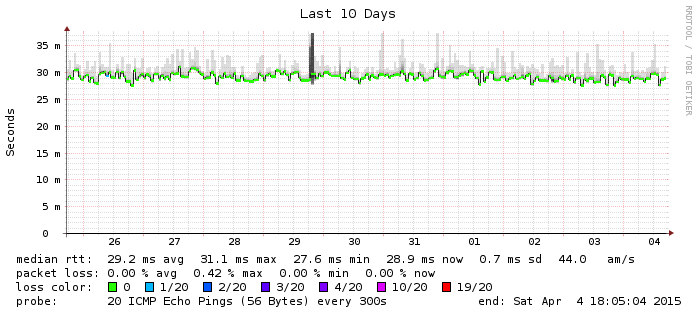 Last 10 Days
RRDTOOL / TOBI OETIKER
Seconds
35 m
30 m
25 m
20 m
15 m
10 m
5 m
0
26 27 28 29 30 31 01 02 03 04
median rtt: 29.2 ms avg 31.1 ms max 27.6 ms min 28.9 ms now 0.7 ms sd 44.0 am/s
packet loss: 0.00 % avg 0.42 % max 0.00 % min 0.00 % now
loss color: 0 1/20 2/20 3/20 4/20 10/20 19/20
probe: 20 ICMP Echo Pings (56 Bytes) every 300s end: Sat Apr 4 18:05:04 2015